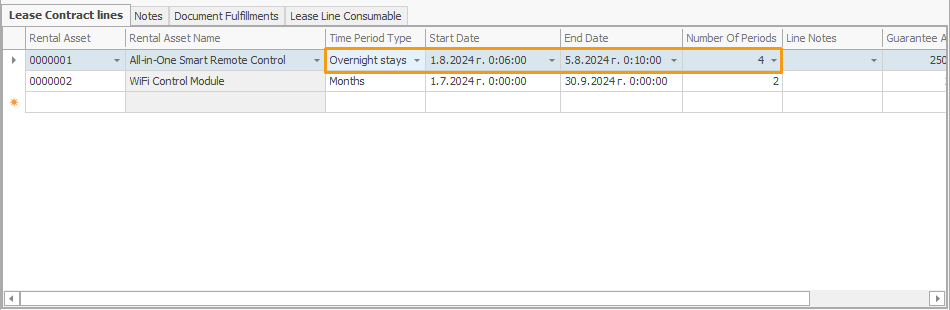 Lease Contract lines Notes Document Fulfillments Lease Line Consumable
Rental Asset Rental Asset Name Time Period Type Start Date End Date Number Of Periods Line Notes Guarantee A
0000001 All-in-One Smart Remote Control Overnight stays 1.8.2024 г. 0:06:00 5.8.2024 г. 0:10:00 4 250
0000002 WiFi Control Module Months 1.7.2024 г. 0:00:00 30.9.2024 г. 0:00:00 2